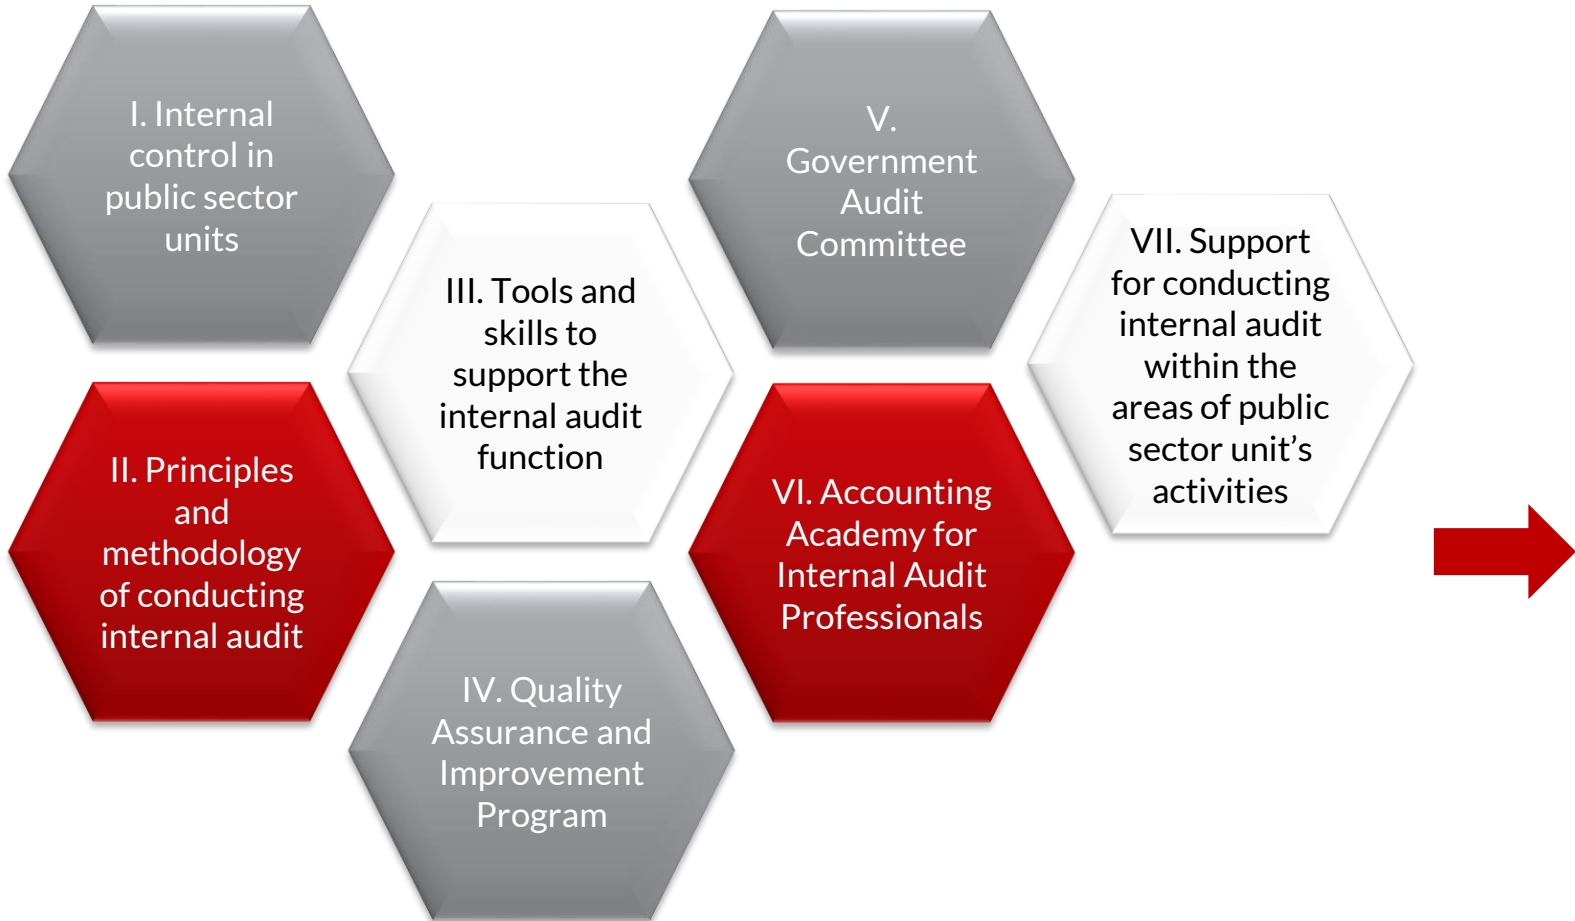 I. Internal
control in
public sector
units
II. Principles
and
methodology
of conducting
internal audit
III. Tools and
skills to
support the
internal audit
function
IV. Quality
Assurance and
Improvement
Program
V.
Government
Audit
Committee
VI. Accounting
Academy for
Internal Audit
Professionals
VII. Support
for conducting
internal audit
within the
areas of public
sector unit’s
activities